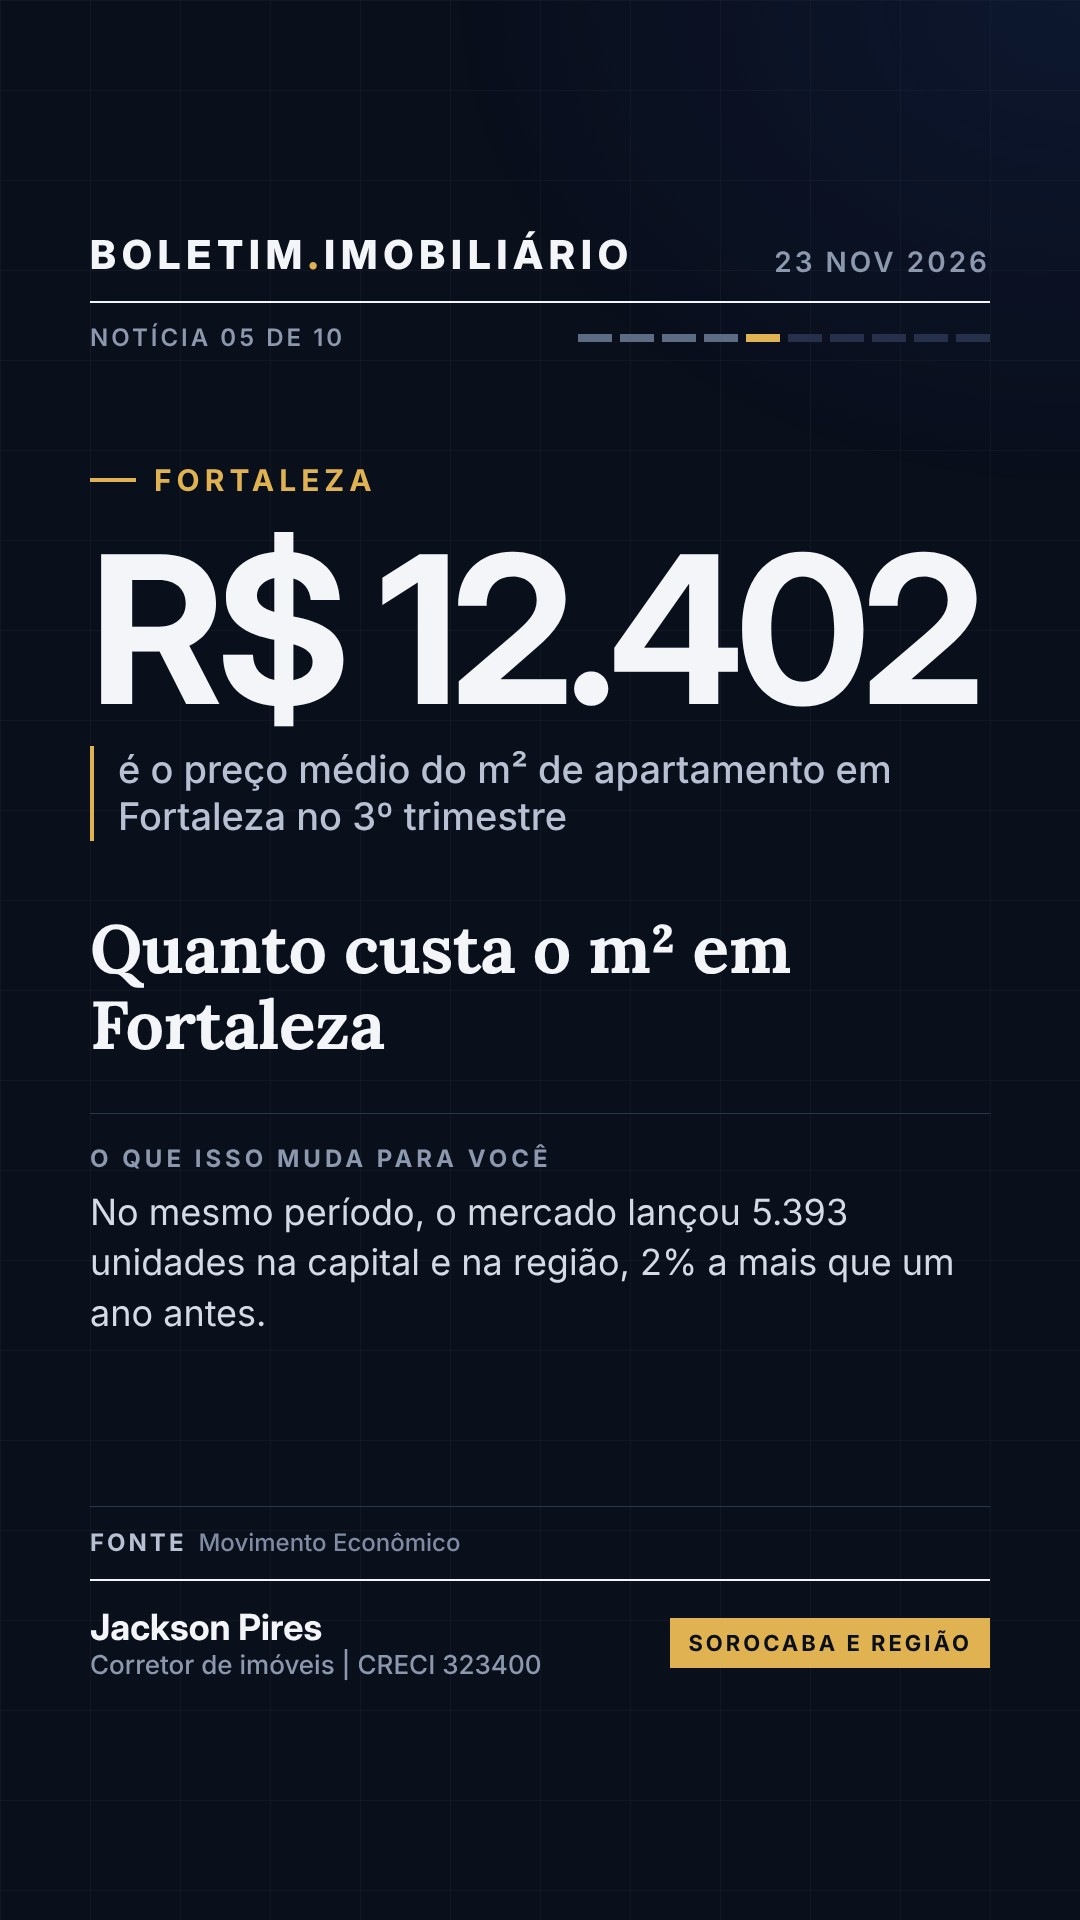 BOLETIM.IMOBILIÁRIO
23 NOV 2026
NOTÍCIA 05 DE 10
FORTALEZA
R$ 12.402
é o preço médio do m² de apartamento em
Fortaleza no 3º trimestre
Quanto custa o m² em
Fortaleza
O QUE ISSO MUDA PARA VOCÊ
No mesmo período, o mercado lançou 5.393
unidades na capital e na região, 2% a mais que um
ano antes.
FONTE Movimento Econômico
Jackson Pires
Corretor de imóveis | CRECI 323400
SOROCABA E REGIÃO